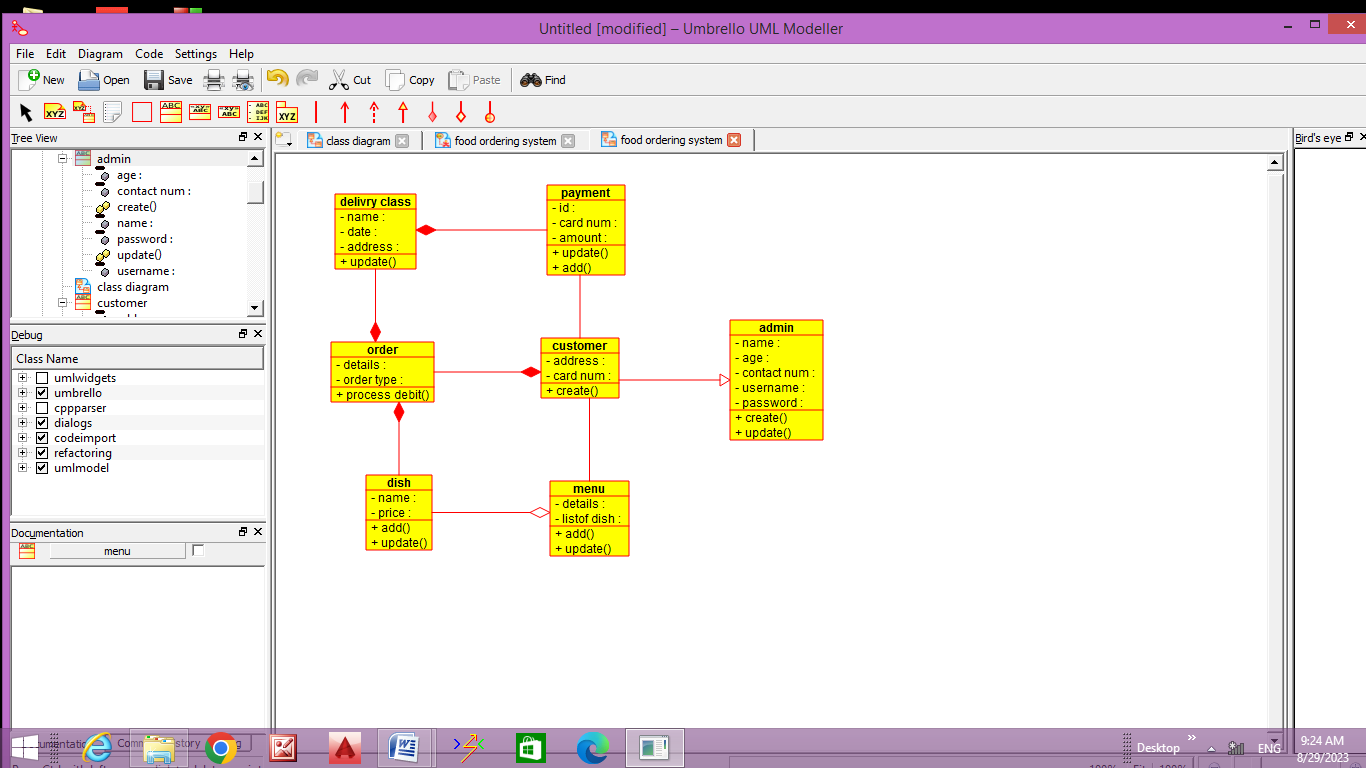 Untitled [modified] – Umbrello UML Modeller
File Edit Diagram Code Settings Help
New Open Save Cut Copy Paste Find
Tree View
class diagram food ordering system food ordering system
Bird's eye
admin
age :
contact num :
create()
name :
password :
update()
username :
class diagram
customer
Debug
Class Name
umlwidgets
umbrello
cppparser
dialogs
codeimport
refactoring
umlmodel
Documentation
menu
delivry class
- name :
- date :
- address :
+ update()
payment
- id :
- card num :
- amount :
+ update()
+ add()
order
- details :
- order type :
+ process debit()
customer
- address :
- card num :
+ create()
admin
- name :
- age :
- contact num :
- username :
- password :
+ create()
+ update()
dish
- name :
- price :
+ add()
+ update()
menu
- details :
- listof dish :
+ add()
+ update()
Desktop
ENG
9:24 AM
8/29/2023